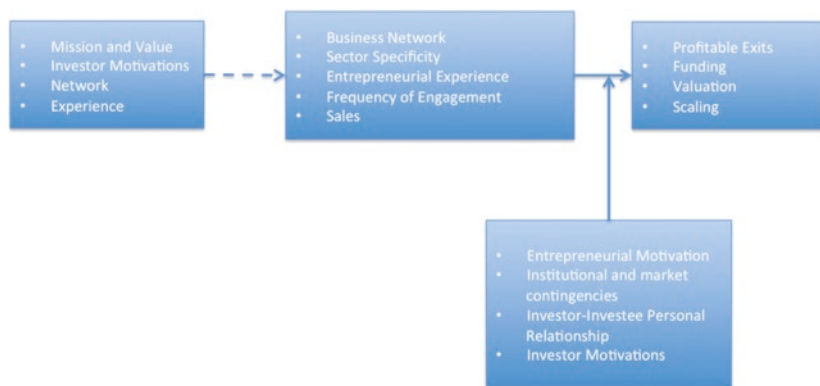 • Mission and Value
• Investor Motivations
• Network
• Experience
• Business Network
• Sector Specificity
• Entrepreneurial Experience
• Frequency of Engagement
• Sales
• Profitable Exits
• Funding
• Valuation
• Scaling
• Entrepreneurial Motivation
• Institutional and market
contingencies
• Investor-Investee Personal
Relationship
• Investor Motivations